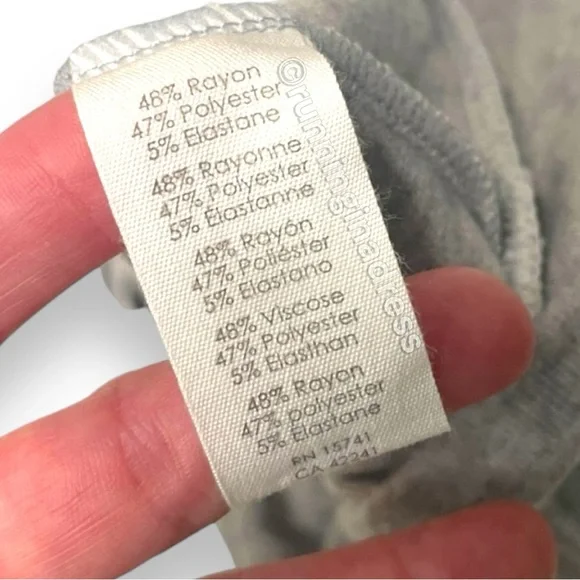 48% Rayon
47% Polyester
5% Elastane
48% Rayonne
47% Polyester
5% Élastanne
48% Rayón
47% Poliéster
5% Elastano
48% Viscose
47% Polyester
5% Elasthan
48% Rayon
47% polyester
5% Elastane
RN 15741
CA 42241
©runninginadress